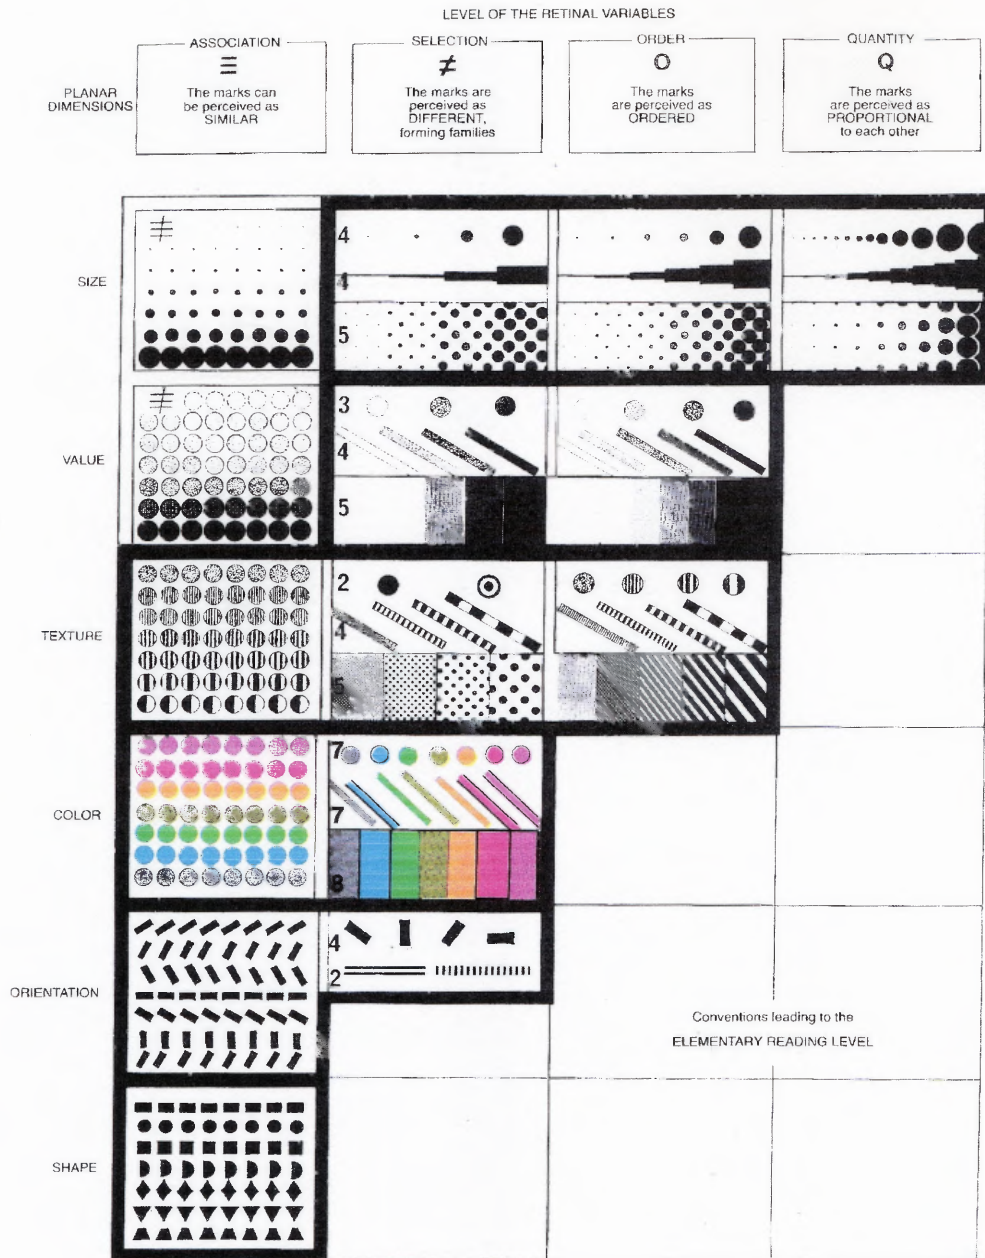 LEVEL OF THE RETINAL VARIABLES
PLANAR
DIMENSIONS
ASSOCIATION
≡
The marks can
be perceived as
SIMILAR
SELECTION
≠
The marks are
perceived as
DIFFERENT,
forming families
ORDER
O
The marks
are perceived as
ORDERED
QUANTITY
Q
The marks
are perceived as
PROPORTIONAL
to each other
SIZE
≢
4
4
5
VALUE
≢
3
4
5
TEXTURE
2
4
5
COLOR
7
7
8
ORIENTATION
4
2
Conventions leading to the
ELEMENTARY READING LEVEL
SHAPE